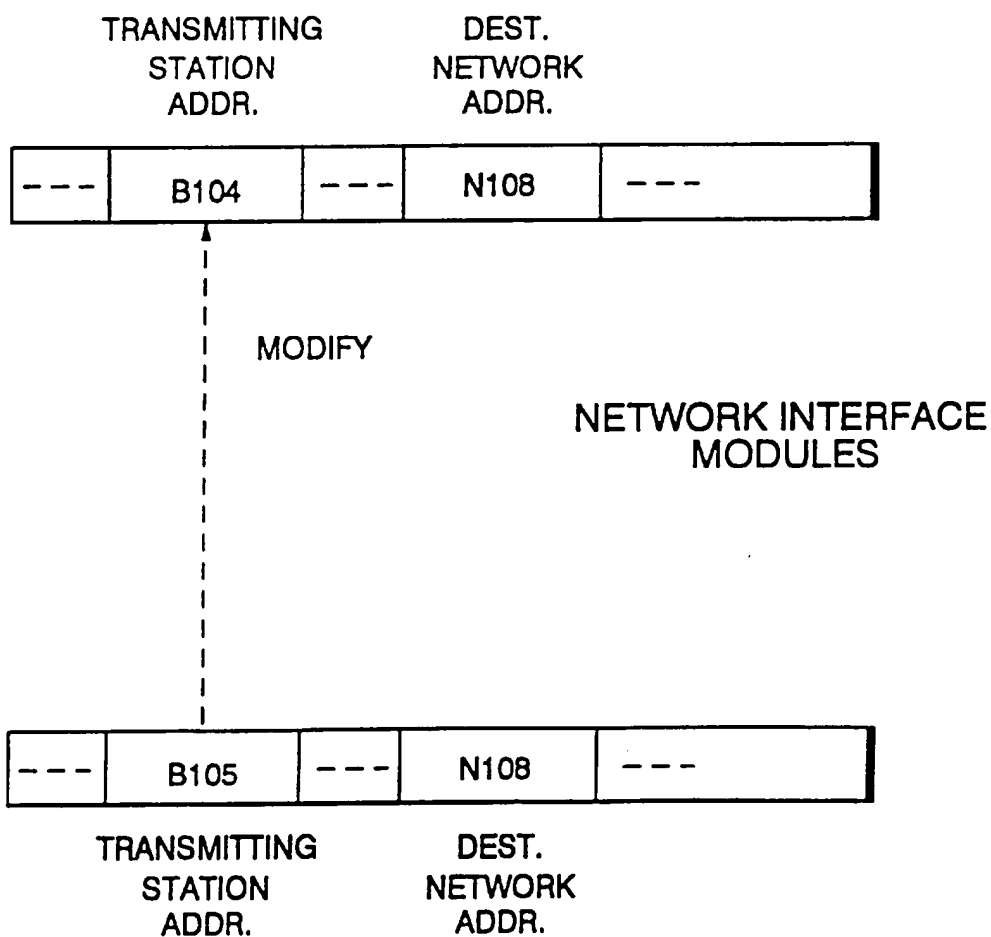 TRANSMITTING
STATION
ADDR.
DEST.
NETWORK
ADDR.
--- B104 --- N108 ---
MODIFY
NETWORK INTERFACE
MODULES
--- B105 --- N108 ---
TRANSMITTING
STATION
ADDR.
DEST.
NETWORK
ADDR.